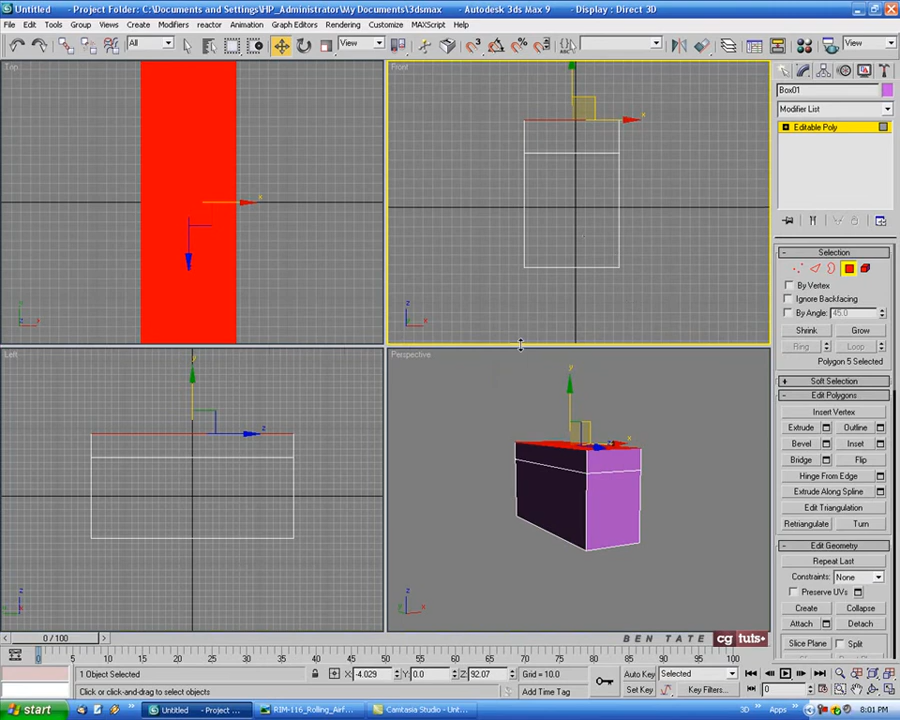 Untitled - Project Folder: C:\Documents and Settings\HP_Administrator\My Documents\3dsmax - Autodesk 3ds Max 9 - Display : Direct 3D
File Edit Tools Group Views Create Modifiers reactor Animation Graph Editors Rendering Customize MAXScript Help
All View View
Top Front
Box01
Modifier List
Editable Poly
Selection
By Vertex
Ignore Backfacing
By Angle: 45.0
Shrink Grow
Ring Loop
Polygon 5 Selected
Left Perspective
Soft Selection
Edit Polygons
Insert Vertex
Extrude Outline
Bevel Inset
Bridge Flip
Hinge From Edge
Extrude Along Spline
Edit Triangulation
Retriangulate Turn
Edit Geometry
Repeat Last
Constraints: None
Preserve UVs
Create Collapse
Attach Detach
Slice Plane Split
0 / 100
BEN TATE cg tuts+
0 5 10 15 20 25 30 35 40 45 50 55 60 65 70 75 80 85 90 95 100
1 Object Selected X: -4.029 Y: 0.0 Z: 92.07 Grid = 10.0 Auto Key Selected
Click or click-and-drag to select objects Add Time Tag Set Key Key Filters... 0
start Untitled - Project ... RIM-116_Rolling_Airf... Camtasia Studio - Unt... 3D Apps 8:01 PM